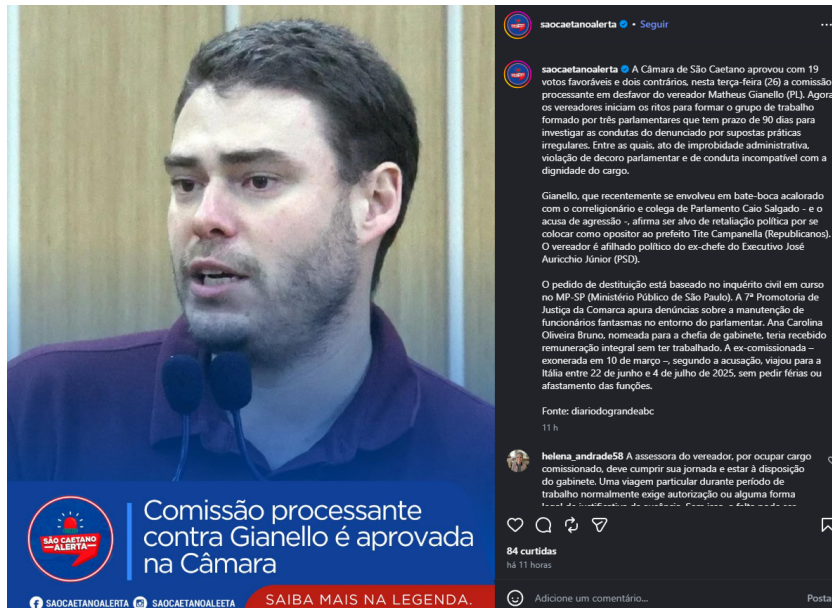 saocaetanoalerta • Seguir
saocaetanoalerta A Câmara de São Caetano aprovou com 19
votos favoráveis e dois contrários, nesta terça-feira (26) a comissão
processante em desfavor do vereador Matheus Gianello (PL). Agora
os vereadores iniciam os ritos para formar o grupo de trabalho
formado por três parlamentares que tem prazo de 90 dias para
investigar as condutas do denunciado por supostas práticas
irregulares. Entre as quais, ato de improbidade administrativa,
violação de decoro parlamentar e de conduta incompatível com a
dignidade do cargo.
Gianello, que recentemente se envolveu em bate-boca acalorado
com o correligionário e colega de Parlamento Caio Salgado - e o
acusa de agressão -, afirma ser alvo de retaliação política por se
colocar como opositor ao prefeito Tite Campanella (Republicanos).
O vereador é afilhado político do ex-chefe do Executivo José
Auricchio Júnior (PSD).
O pedido de destituição está baseado no inquérito civil em curso
no MP-SP (Ministério Público de São Paulo). A 7ª Promotoria de
Justiça da Comarca apura denúncias sobre a manutenção de
funcionários fantasmas no entorno do parlamentar. Ana Carolina
Oliveira Bruno, nomeada para a chefia de gabinete, teria recebido
remuneração integral sem ter trabalhado. A ex-comissionada –
exonerada em 10 de março –, segundo a acusação, viajou para a
Itália entre 22 de junho e 4 de julho de 2025, sem pedir férias ou
afastamento das funções.
Fonte: diariodograndeabc
11 h
helena_andrade58 A assessora do vereador, por ocupar cargo
comissionado, deve cumprir sua jornada e estar à disposição
do gabinete. Uma viagem particular durante período de
trabalho normalmente exige autorização ou alguma forma
84 curtidas
há 11 horas
Adicione um comentário...
Posta
SÃO CAETANO
ALERTA
Comissão processante
contra Gianello é aprovada
na Câmara
SAOCAETANOALERTA SAOCAETANOALEETA
SAIBA MAIS NA LEGENDA.